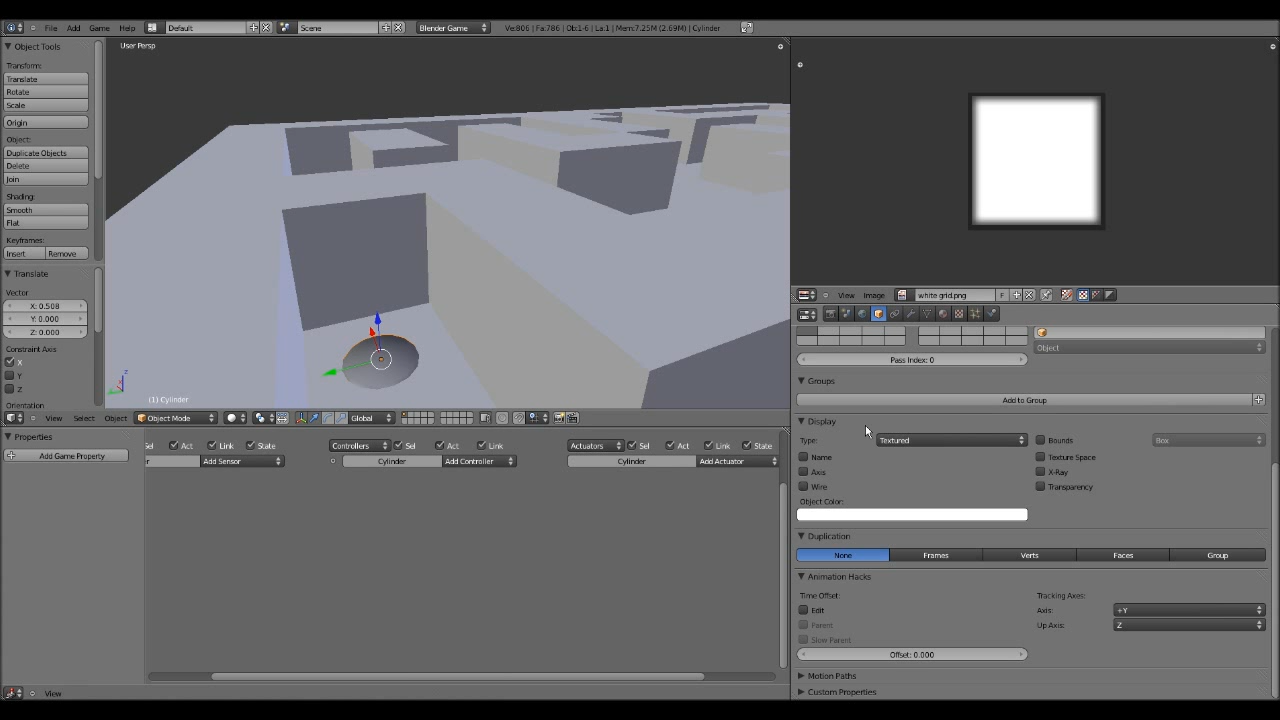 File Add Game Help Default Scene Blender Game Ve:806 | Fa:786 | Ob:1-6 | La:1 | Mem:7.25M (2.69M) | Cylinder
Object Tools
Transform:
Translate
Rotate
Scale
Origin
Object:
Duplicate Objects
Delete
Join
Shading:
Smooth
Flat
Keyframes:
Insert Remove
Translate
Vector
X: 0.508
Y: 0.000
Z: 0.000
Constraint Axis
X
Y
Z
Orientation
User Persp
(1) Cylinder
View Select Object Object Mode Global
Properties
Add Game Property
Sel Act Link State
Add Sensor
Controllers Sel Act Link
Cylinder Add Controller
Actuators Sel Act Link State
Cylinder Add Actuator
View
View Image white grid.png F
Object
Pass Index: 0
Groups
Add to Group
Display
Type: Textured Bounds Box
Name Texture Space
Axis X-Ray
Wire Transparency
Object Color:
Duplication
None Frames Verts Faces Group
Animation Hacks
Time Offset: Tracking Axes:
Edit Axis: +Y
Parent Up Axis: Z
Slow Parent
Offset: 0.000
Motion Paths
Custom Properties